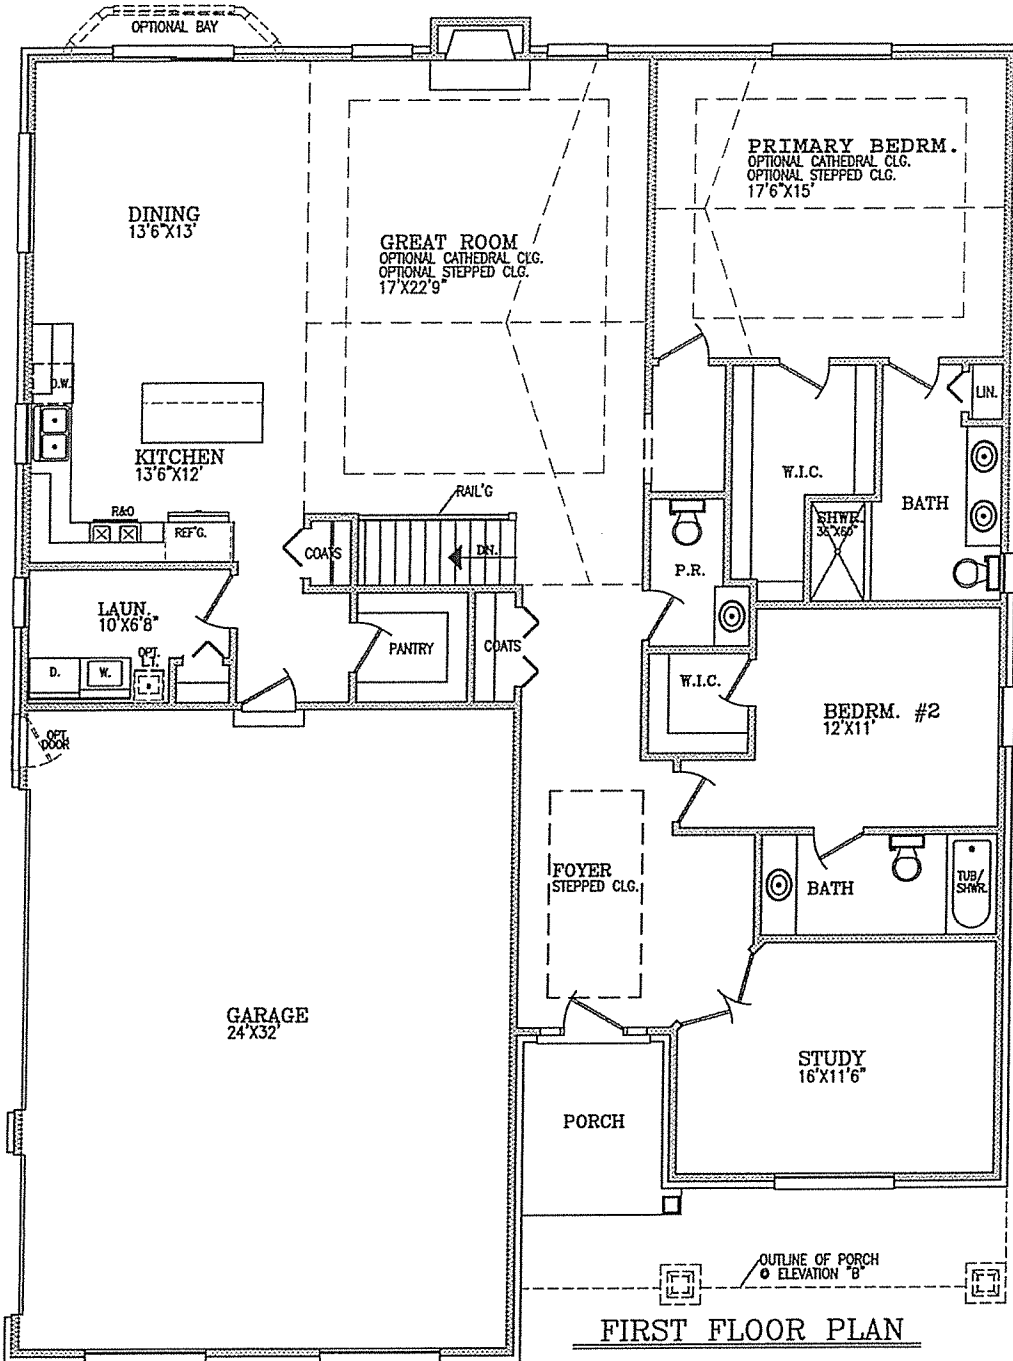 OPTIONAL BAY
PRIMARY BEDRM.
OPTIONAL CATHEDRAL CLG.
OPTIONAL STEPPED CLG.
17'6"X15'
DINING
13'6"X13'
GREAT ROOM
OPTIONAL CATHEDRAL CLG.
OPTIONAL STEPPED CLG.
17'X22'9"
D.W.
LIN.
KITCHEN
13'6"X12'
W.I.C.
RAIL'G
BATH
R&O
REF'G.
SHWR.
36"X60"
COATS
DN.
P.R.
LAUN.
10'X6'8"
PANTRY
COATS
OPT.
L.T.
D.
W.
W.I.C.
BEDRM. #2
12'X11'
OPT.
DOOR
FOYER
STEPPED CLG.
BATH
TUB/
SHWR.
GARAGE
24'X32'
STUDY
16'X11'6"
PORCH
OUTLINE OF PORCH
@ ELEVATION "B"
FIRST FLOOR PLAN